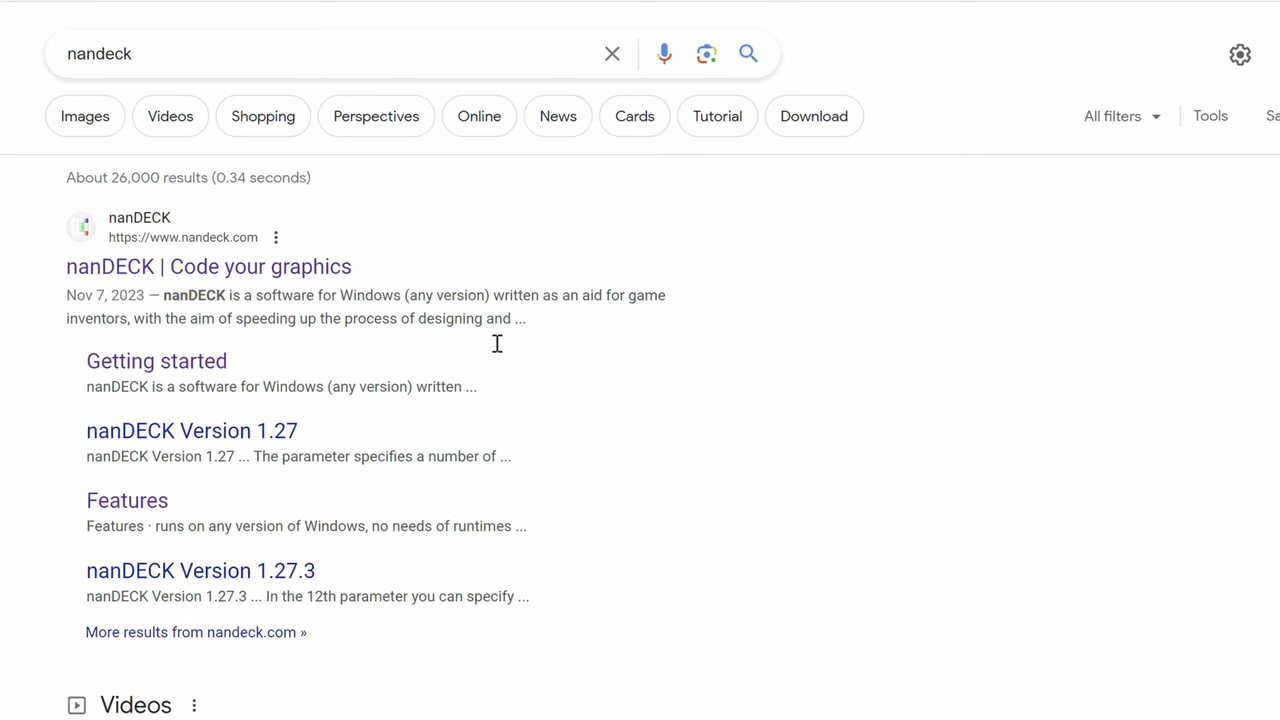 nandeck
Images Videos Shopping Perspectives Online News Cards Tutorial Download All filters Tools
About 26,000 results (0.34 seconds)
nanDECK
https://www.nandeck.com
nanDECK | Code your graphics
Nov 7, 2023 — nanDECK is a software for Windows (any version) written as an aid for game
inventors, with the aim of speeding up the process of designing and ...
Getting started
nanDECK is a software for Windows (any version) written ...
nanDECK Version 1.27
nanDECK Version 1.27 ... The parameter specifies a number of ...
Features
Features · runs on any version of Windows, no needs of runtimes ...
nanDECK Version 1.27.3
nanDECK Version 1.27.3 ... In the 12th parameter you can specify ...
More results from nandeck.com »
Videos